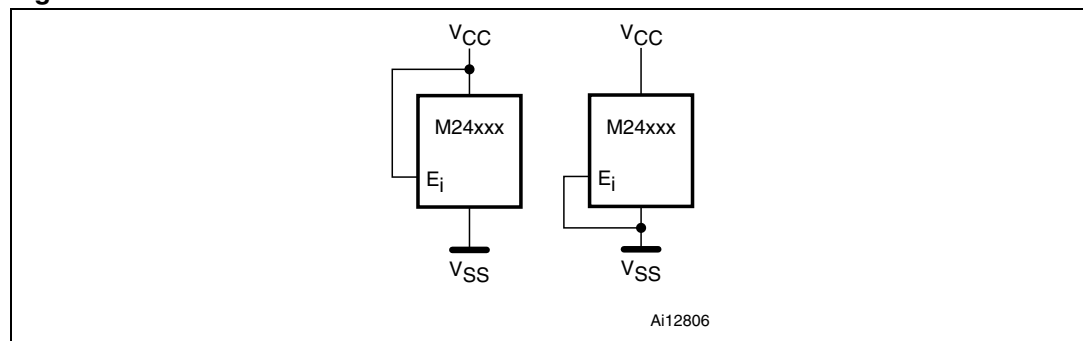 VCC VCC
M24xxx M24xxx
Ei Ei
VSS VSS
Ai12806